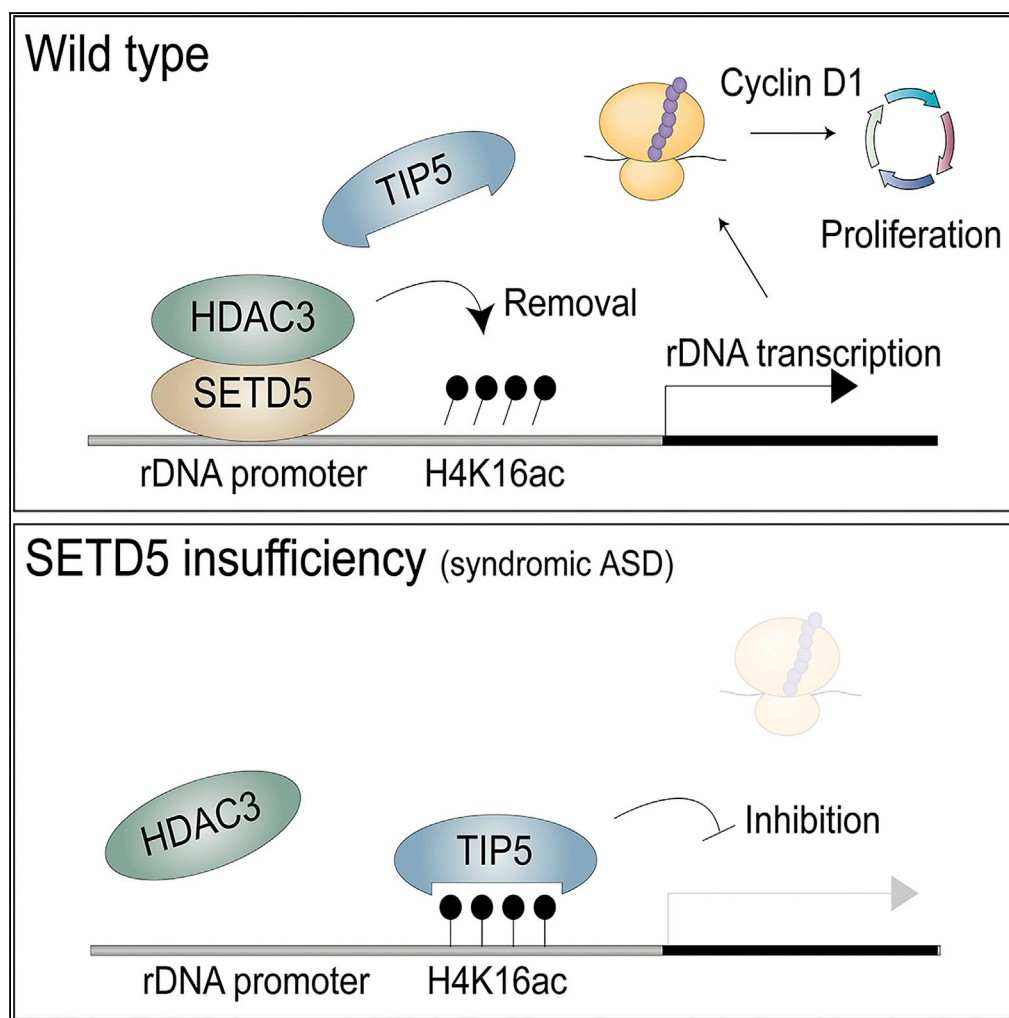 Wild type
Cyclin D1
TIP5
Proliferation
HDAC3
Removal
SETD5
rDNA transcription
rDNA promoter
H4K16ac
SETD5 insufficiency (syndromic ASD)
HDAC3
TIP5
Inhibition
rDNA promoter
H4K16ac